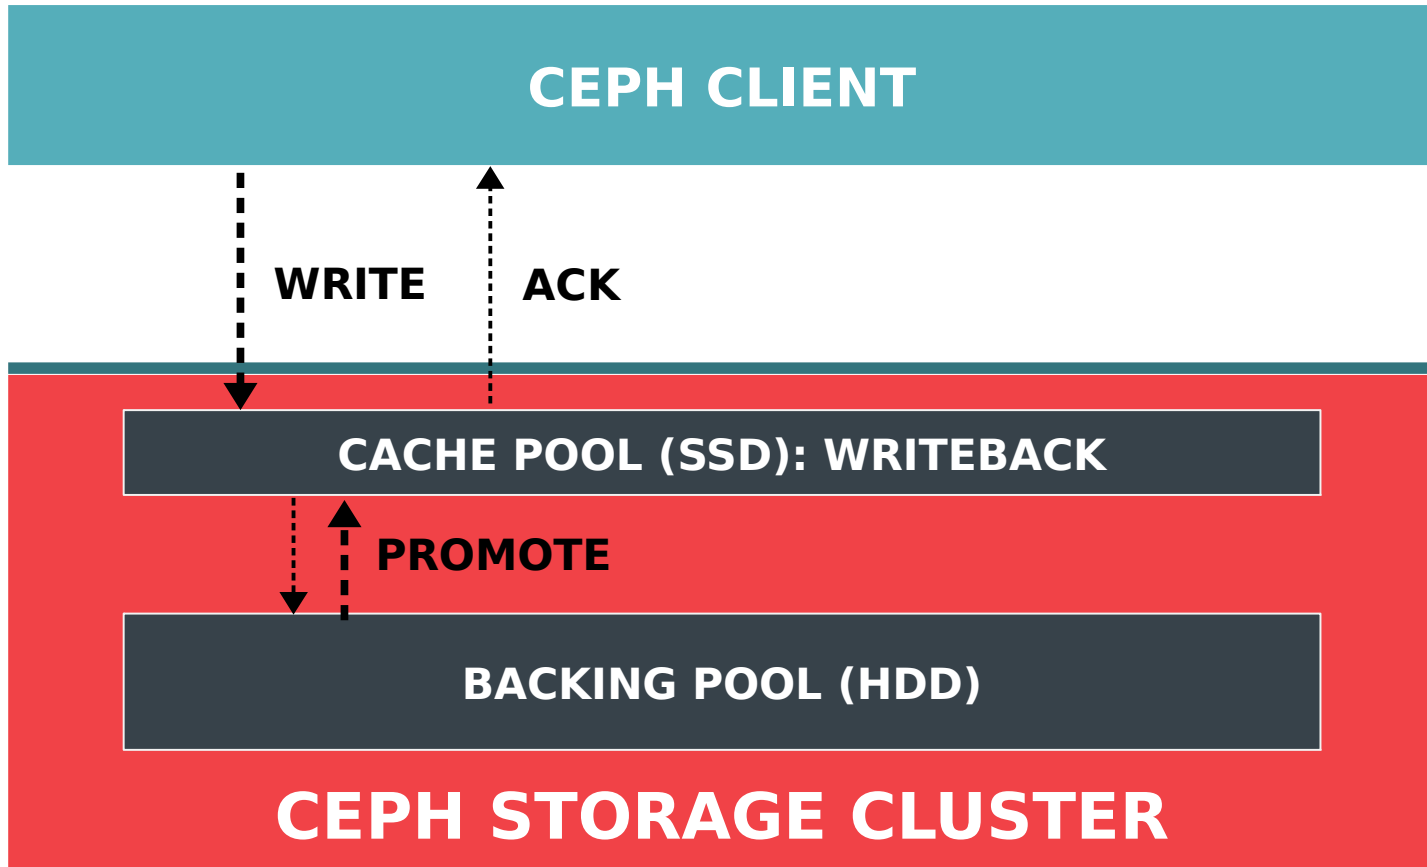 CEPH CLIENT
WRITE
ACK
CACHE POOL (SSD): WRITEBACK
PROMOTE
BACKING POOL (HDD)
CEPH STORAGE CLUSTER